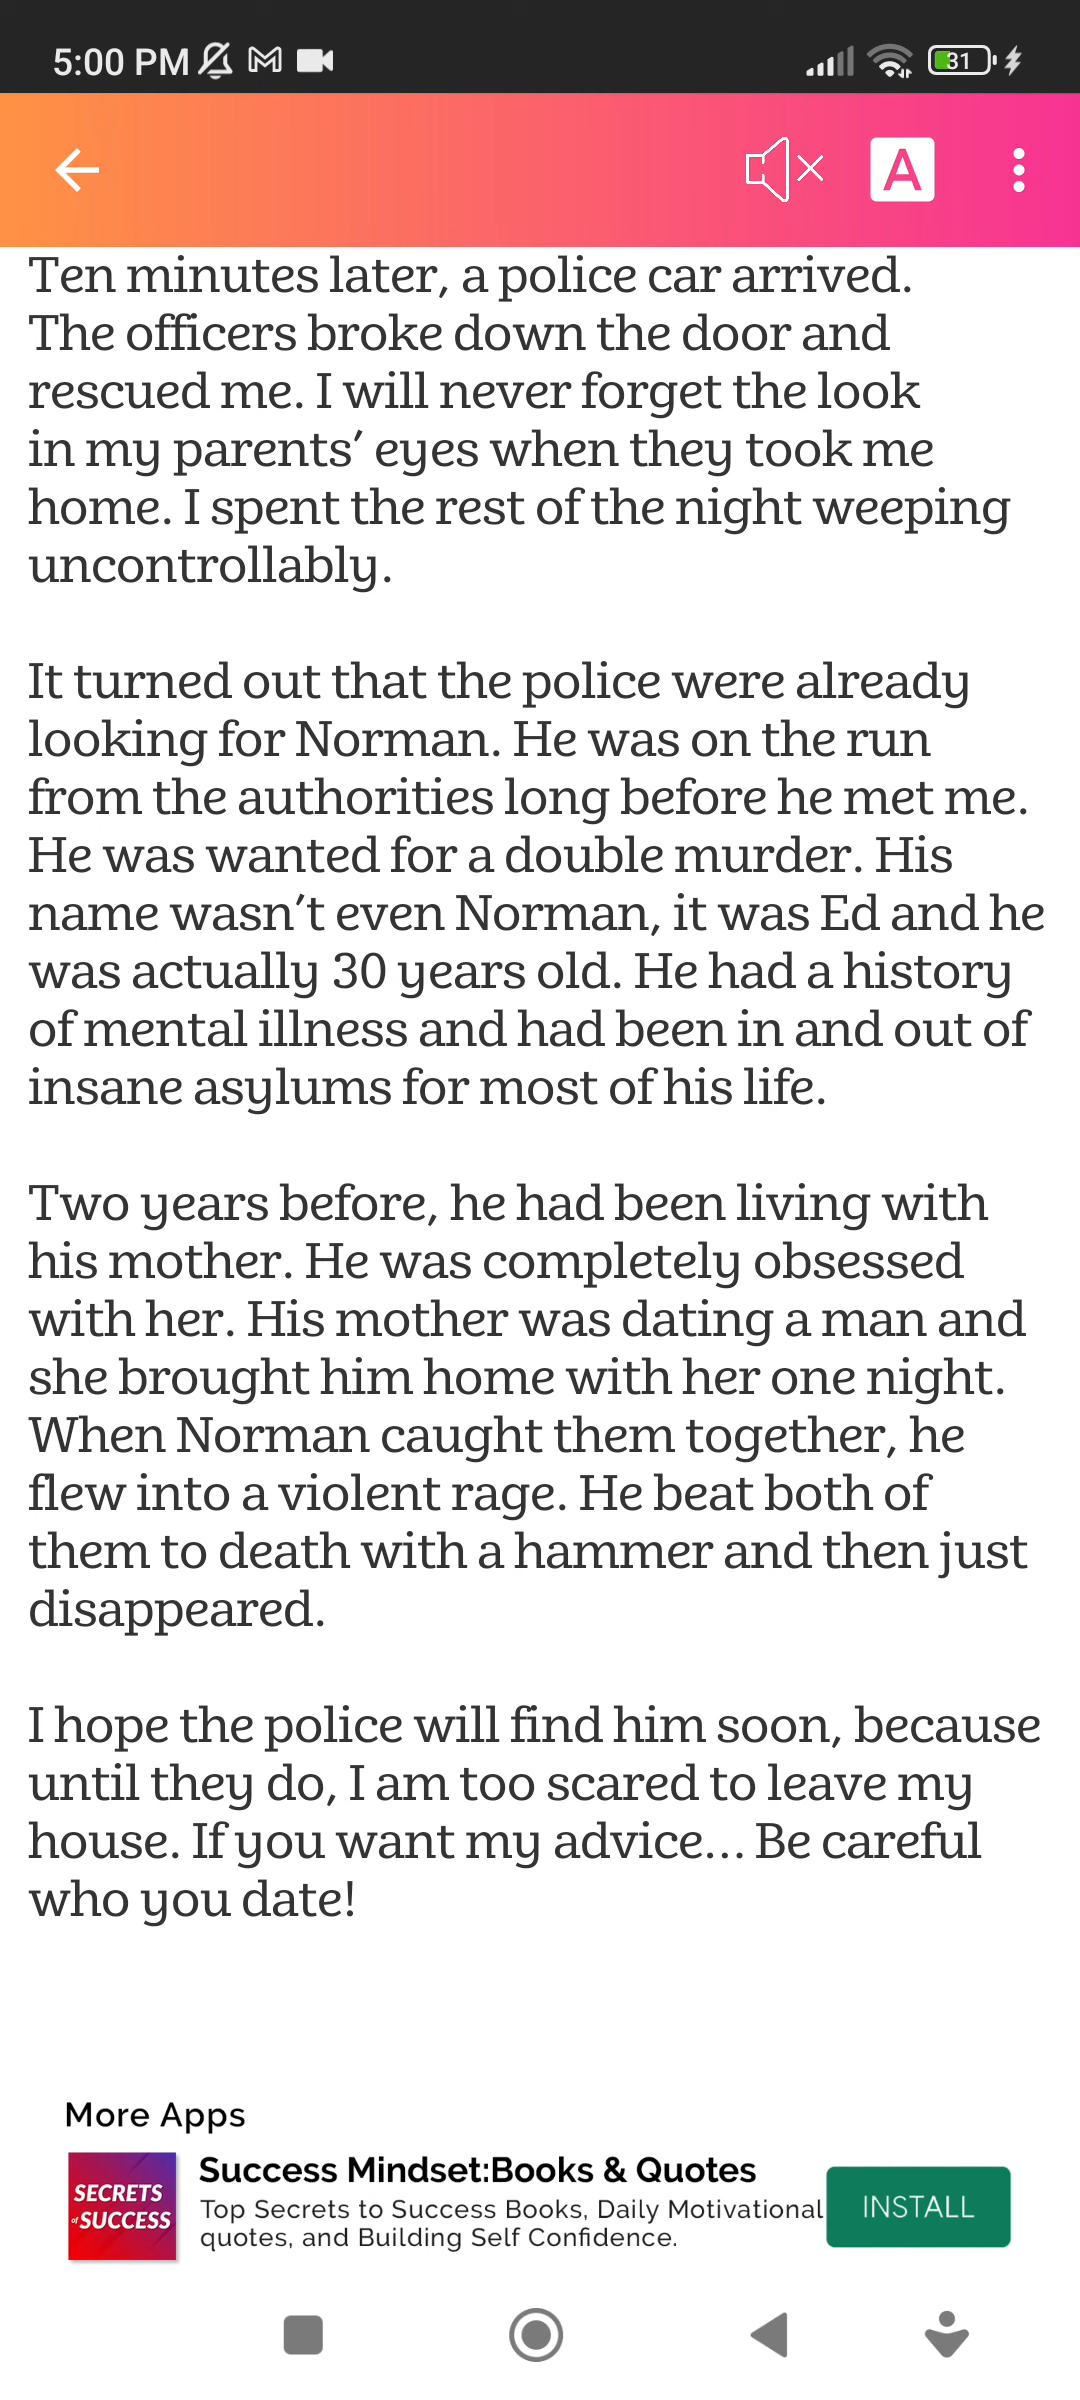 5:00 PM
31
A
Ten minutes later, a police car arrived.
The officers broke down the door and
rescued me. I will never forget the look
in my parents’ eyes when they took me
home. I spent the rest of the night weeping
uncontrollably.
It turned out that the police were already
looking for Norman. He was on the run
from the authorities long before he met me.
He was wanted for a double murder. His
name wasn’t even Norman, it was Ed and he
was actually 30 years old. He had a history
of mental illness and had been in and out of
insane asylums for most of his life.
Two years before, he had been living with
his mother. He was completely obsessed
with her. His mother was dating a man and
she brought him home with her one night.
When Norman caught them together, he
flew into a violent rage. He beat both of
them to death with a hammer and then just
disappeared.
I hope the police will find him soon, because
until they do, I am too scared to leave my
house. If you want my advice... Be careful
who you date!
More Apps
SECRETS
of SUCCESS
Success Mindset:Books & Quotes
Top Secrets to Success Books, Daily Motivational
quotes, and Building Self Confidence.
INSTALL